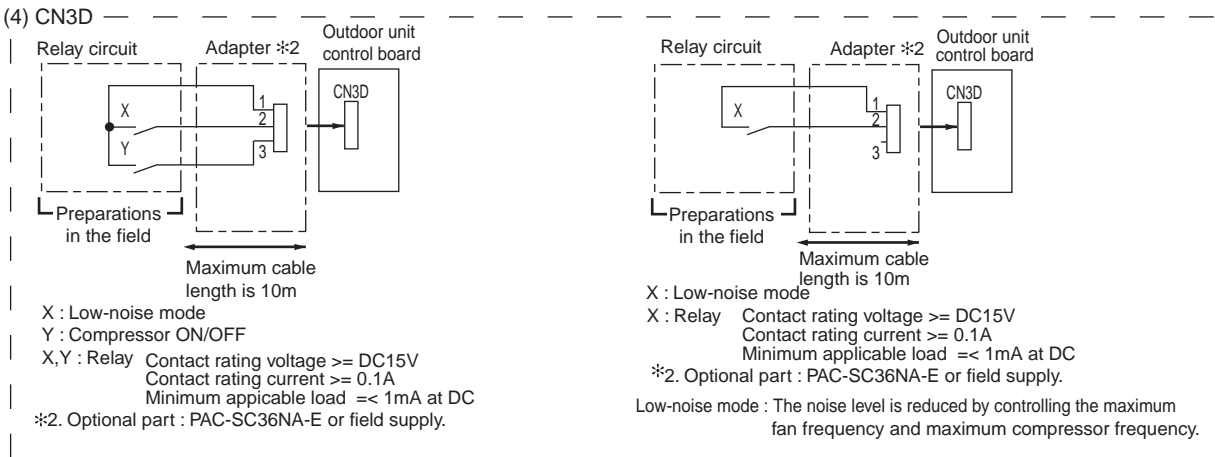 (4) CN3D
Relay circuit
Adapter ✻2
Outdoor unit
control board
CN3D
X
Y
1
2
3
Preparations
in the field
Maximum cable
length is 10m
X : Low-noise mode
Y : Compressor ON/OFF
X,Y : Relay Contact rating voltage >= DC15V
Contact rating current >= 0.1A
Minimum appicable load =< 1mA at DC
✻2. Optional part : PAC-SC36NA-E or field supply.
Relay circuit
Adapter ✻2
Outdoor unit
control board
CN3D
X
1
2
3
Preparations
in the field
Maximum cable
length is 10m
X : Low-noise mode
X : Relay Contact rating voltage >= DC15V
Contact rating current >= 0.1A
Minimum applicable load =< 1mA at DC
✻2. Optional part : PAC-SC36NA-E or field supply.
Low-noise mode : The noise level is reduced by controlling the maximum
fan frequency and maximum compressor frequency.